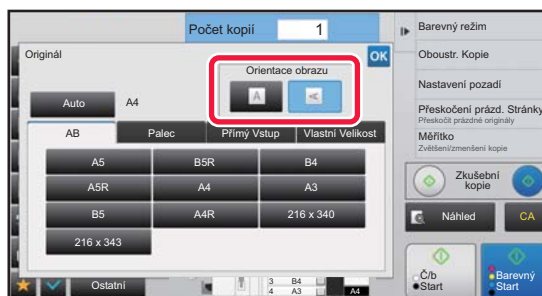 Počet kopií 1
Originál
OK
Orientace obrazu
A A
Auto A4
AB Palec Přímý Vstup Vlastní Velikost
A5 B5R B4
A5R A4 A3
B5 A4R 216 x 340
216 x 343
Ostatní
3 B4
4 A3
A4
Barevný režim
Oboustr. Kopie
Nastavení pozadí
Přeskočení prázd. Stránky
Přeskočit prázdné originály
Měřítko
Zvětšení/zmenšení kopie
Zkušební
kopie
Náhled CA
Č/b
Start
Barevný
Start